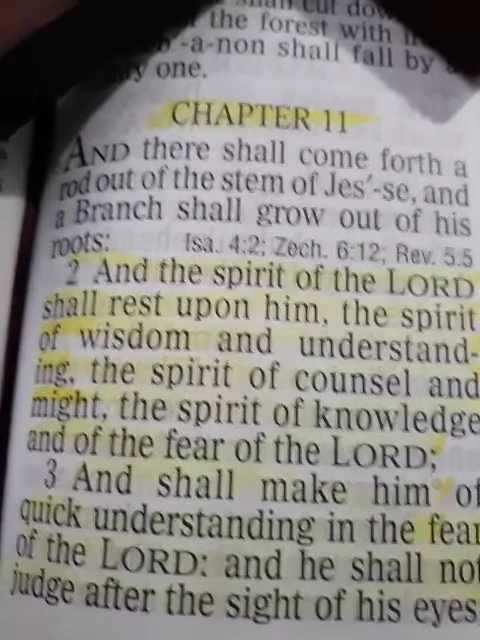 shall cut dow
the forest with i
-a-non shall fall by a
one.
CHAPTER 11
AND there shall come forth a
rod out of the stem of Jes′-se, and
a Branch shall grow out of his
roots: Isa. 4:2; Zech. 6:12; Rev. 5:5
2 And the spirit of the LORD
shall rest upon him, the spirit
of wisdom and understand-
ing, the spirit of counsel and
might, the spirit of knowledge
and of the fear of the LORD;
3 And shall make him of
quick understanding in the fear
of the LORD: and he shall not
judge after the sight of his eyes